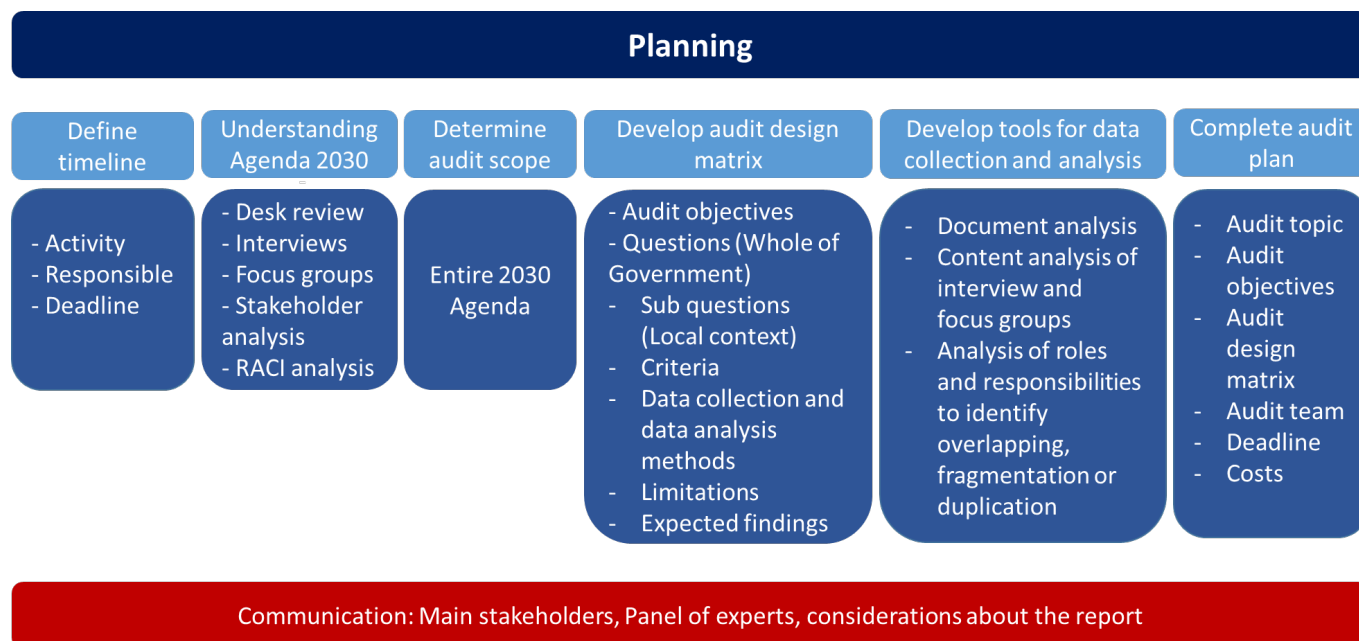 Planning
Define
timeline
- Activity
- Responsible
- Deadline
Understanding
Agenda 2030
- Desk review
- Interviews
- Focus groups
- Stakeholder
analysis
- RACI analysis
Determine
audit scope
Entire 2030
Agenda
Develop audit design
matrix
- Audit objectives
- Questions (Whole of
Government)
- Sub questions
(Local context)
- Criteria
- Data collection and
data analysis
methods
- Limitations
- Expected findings
Develop tools for data
collection and analysis
- Document analysis
- Content analysis of
interview and
focus groups
- Analysis of roles
and responsibilities
to identify
overlapping,
fragmentation or
duplication
Complete audit
plan
- Audit topic
- Audit
objectives
- Audit
design
matrix
- Audit team
- Deadline
- Costs
Communication: Main stakeholders, Panel of experts, considerations about the report